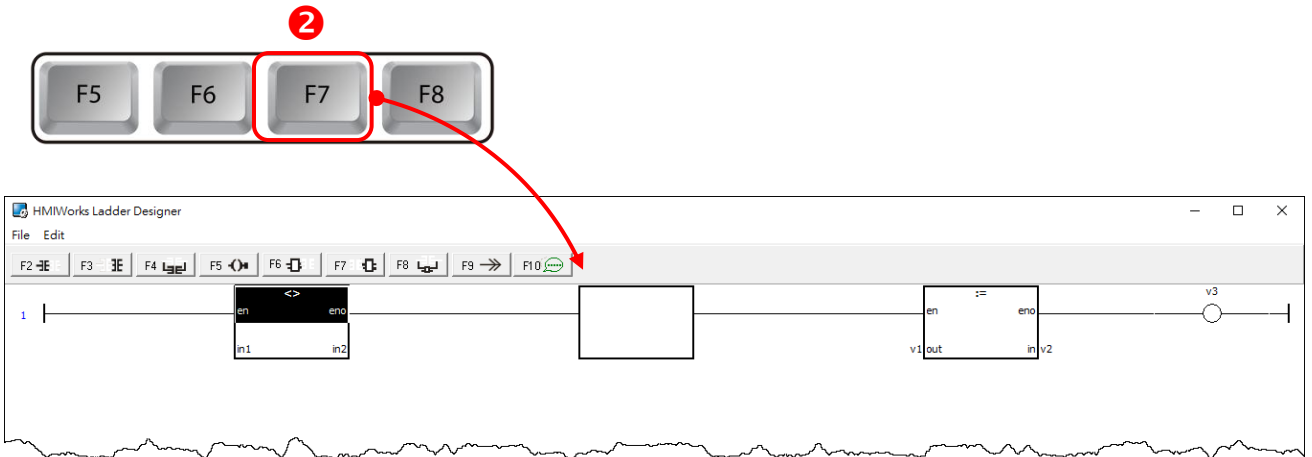 2
F5 F6 F7 F8
HMIWorks Ladder Designer
File Edit
F2 F3 F4 F5 F6 F7 F8 F9 F10
<> := v3
1 en eno en eno
in1 in2 v1 out in v2